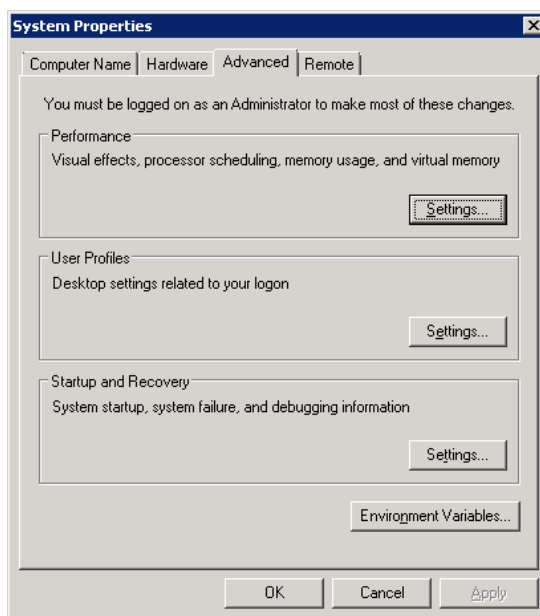 System Properties
Computer Name Hardware Advanced Remote
You must be logged on as an Administrator to make most of these changes.
Performance
Visual effects, processor scheduling, memory usage, and virtual memory
Settings...
User Profiles
Desktop settings related to your logon
Settings...
Startup and Recovery
System startup, system failure, and debugging information
Settings...
Environment Variables...
OK Cancel Apply